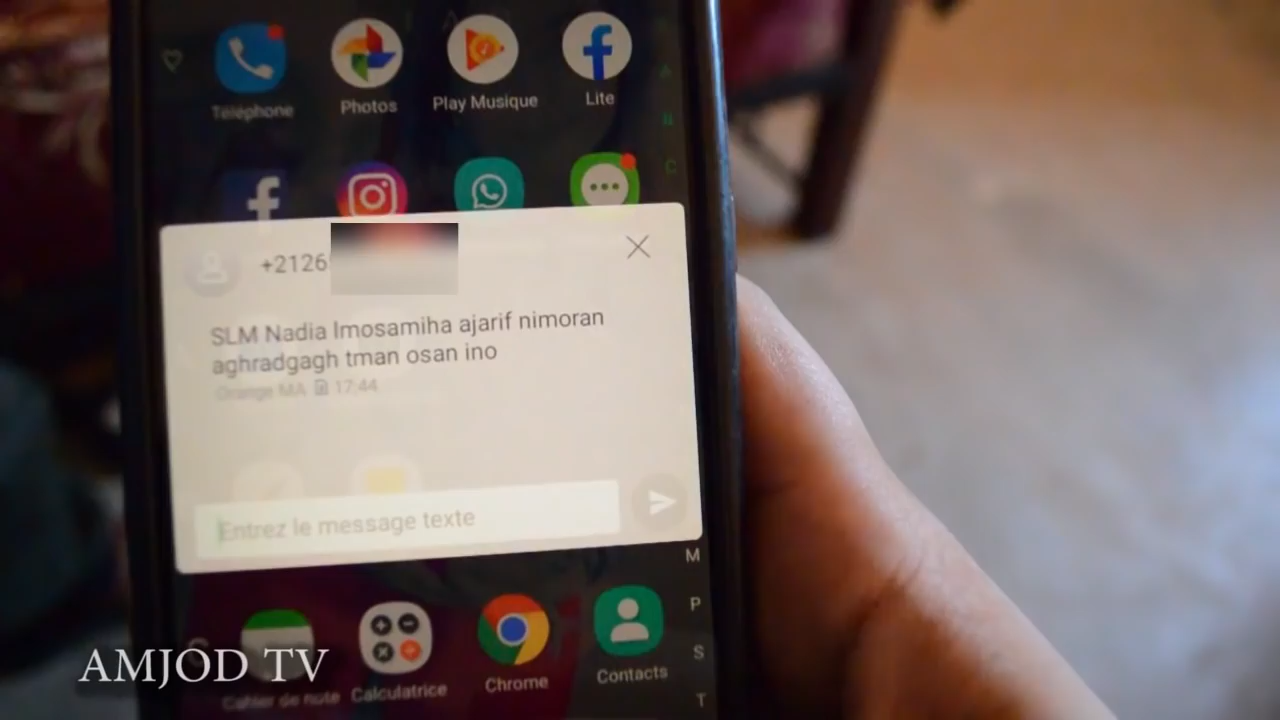 Téléphone
Photos
Play Musique
Lite
A
C
+2126
SLM Nadia lmosamiha ajarif nimoran
aghradgagh tman osan ino
Orange MA 17:44
Entrez le message texte
M
P
S
T
Cahier de note
Calculatrice
Chrome
Contacts
AMJOD TV